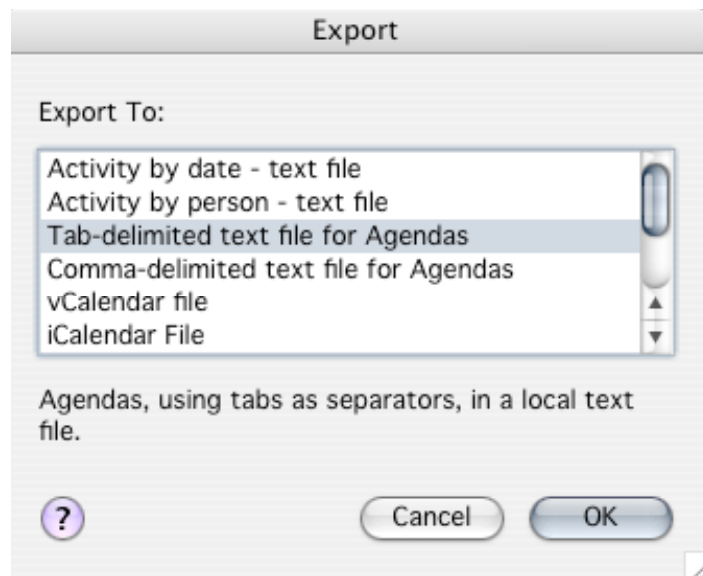 Export
Export To:
Activity by date - text file
Activity by person - text file
Tab-delimited text file for Agendas
Comma-delimited text file for Agendas
vCalendar file
iCalendar File
Agendas, using tabs as separators, in a local text
file.
? Cancel OK